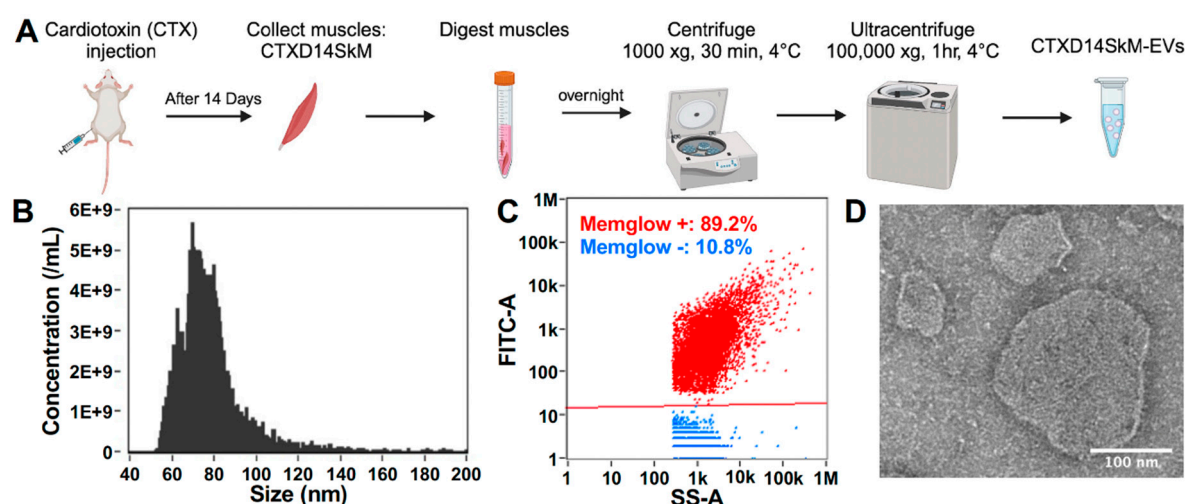 A
Cardiotoxin (CTX)
injection
After 14 Days
Collect muscles:
CTXD14SkM
Digest muscles
overnight
Centrifuge
1000 xg, 30 min, 4°C
Ultracentrifuge
100,000 xg, 1hr, 4°C
CTXD14SkM-EVs
B
Concentration (/mL)
6E+9
5E+9
4E+9
3E+9
2E+9
1E+9
0
40 60 80 100 120 140 160 180 200
Size (nm)
C
Memglow +: 89.2%
Memglow -: 10.8%
FITC-A
1M
100k
10k
1k
100
10
1
1 10 100 1k 10k 100k 1M
SS-A
D
100 nm